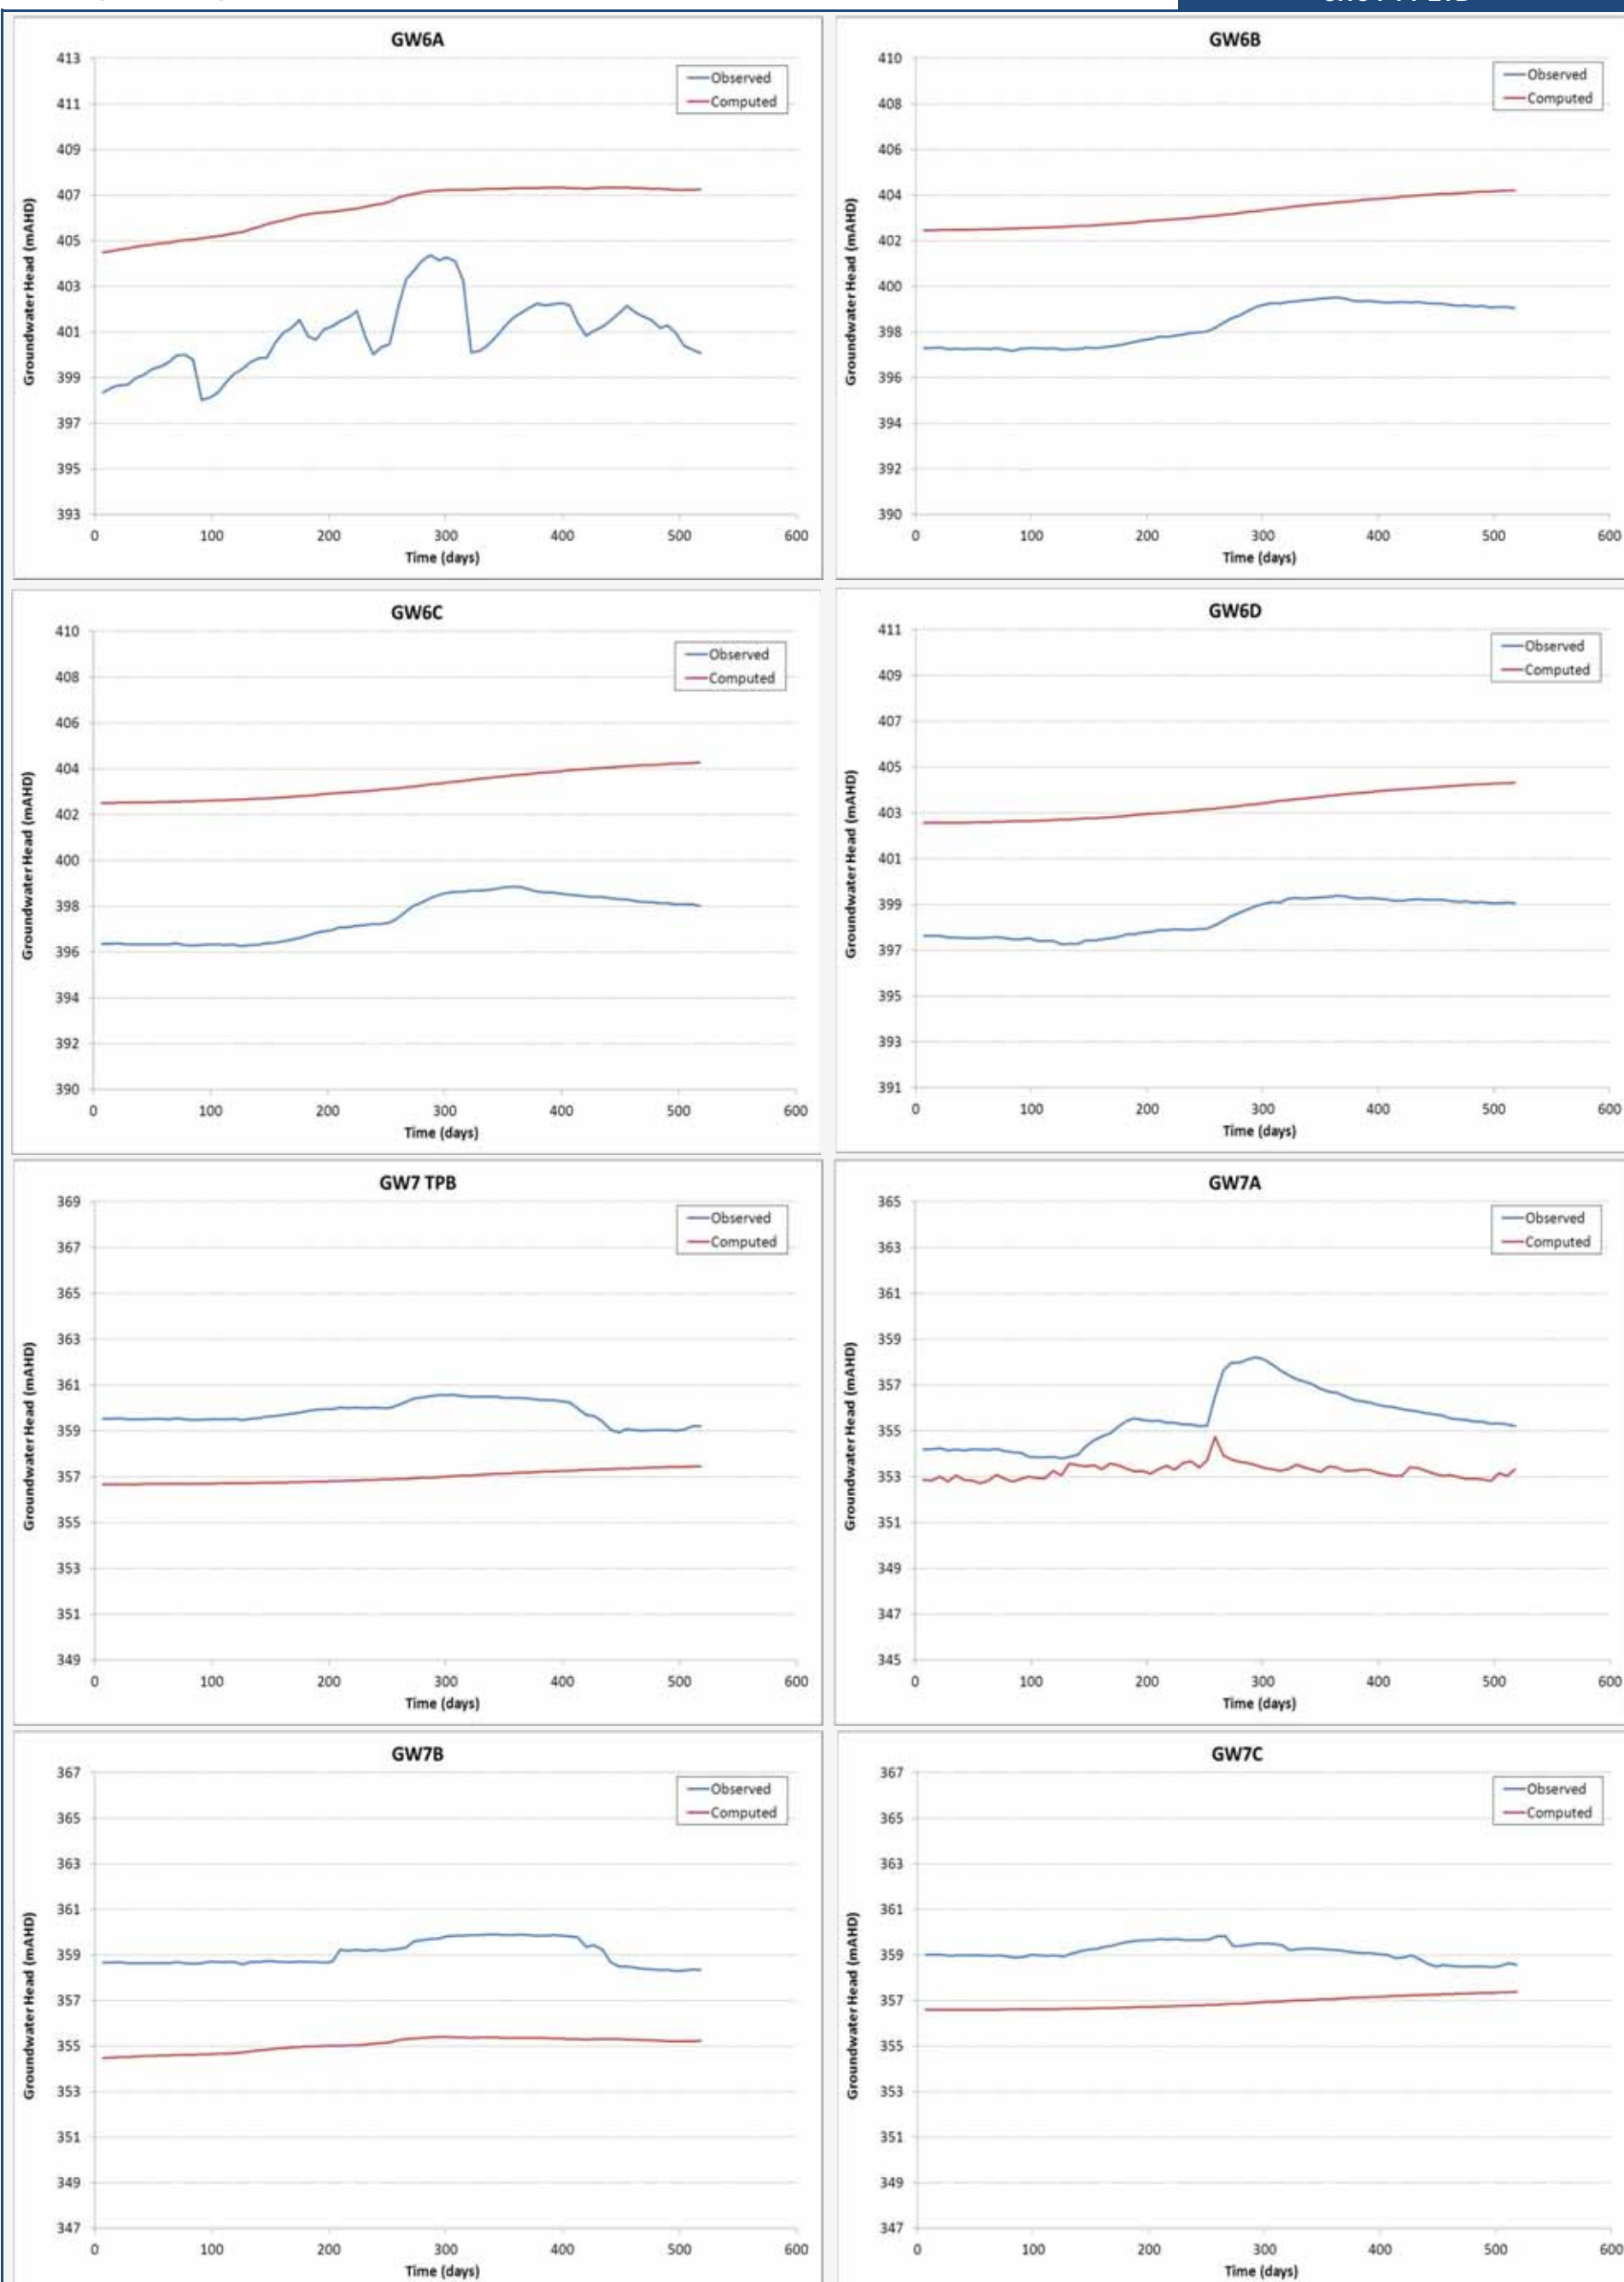 GW6A
Observed
Computed
413
411
409
407
405
403
401
399
397
395
393
Groundwater Head (mAHD)
0 100 200 300 400 500 600
Time (days)
GW6B
Observed
Computed
410
408
406
404
402
400
398
396
394
392
390
Groundwater Head (mAHD)
0 100 200 300 400 500 600
Time (days)
GW6C
Observed
Computed
410
408
406
404
402
400
398
396
394
392
390
Groundwater Head (mAHD)
0 100 200 300 400 500 600
Time (days)
GW6D
Observed
Computed
411
409
407
405
403
401
399
397
395
393
391
Groundwater Head (mAHD)
0 100 200 300 400 500 600
Time (days)
GW7 TPB
Observed
Computed
369
367
365
363
361
359
357
355
353
351
349
Groundwater Head (mAHD)
0 100 200 300 400 500 600
Time (days)
GW7A
Observed
Computed
365
363
361
359
357
355
353
351
349
347
345
Groundwater Head (mAHD)
0 100 200 300 400 500 600
Time (days)
GW7B
Observed
Computed
367
365
363
361
359
357
355
353
351
349
347
Groundwater Head (mAHD)
0 100 200 300 400 500 600
Time (days)
GW7C
Observed
Computed
367
365
363
361
359
357
355
353
351
349
347
Groundwater Head (mAHD)
0 100 200 300 400 500 600
Time (days)